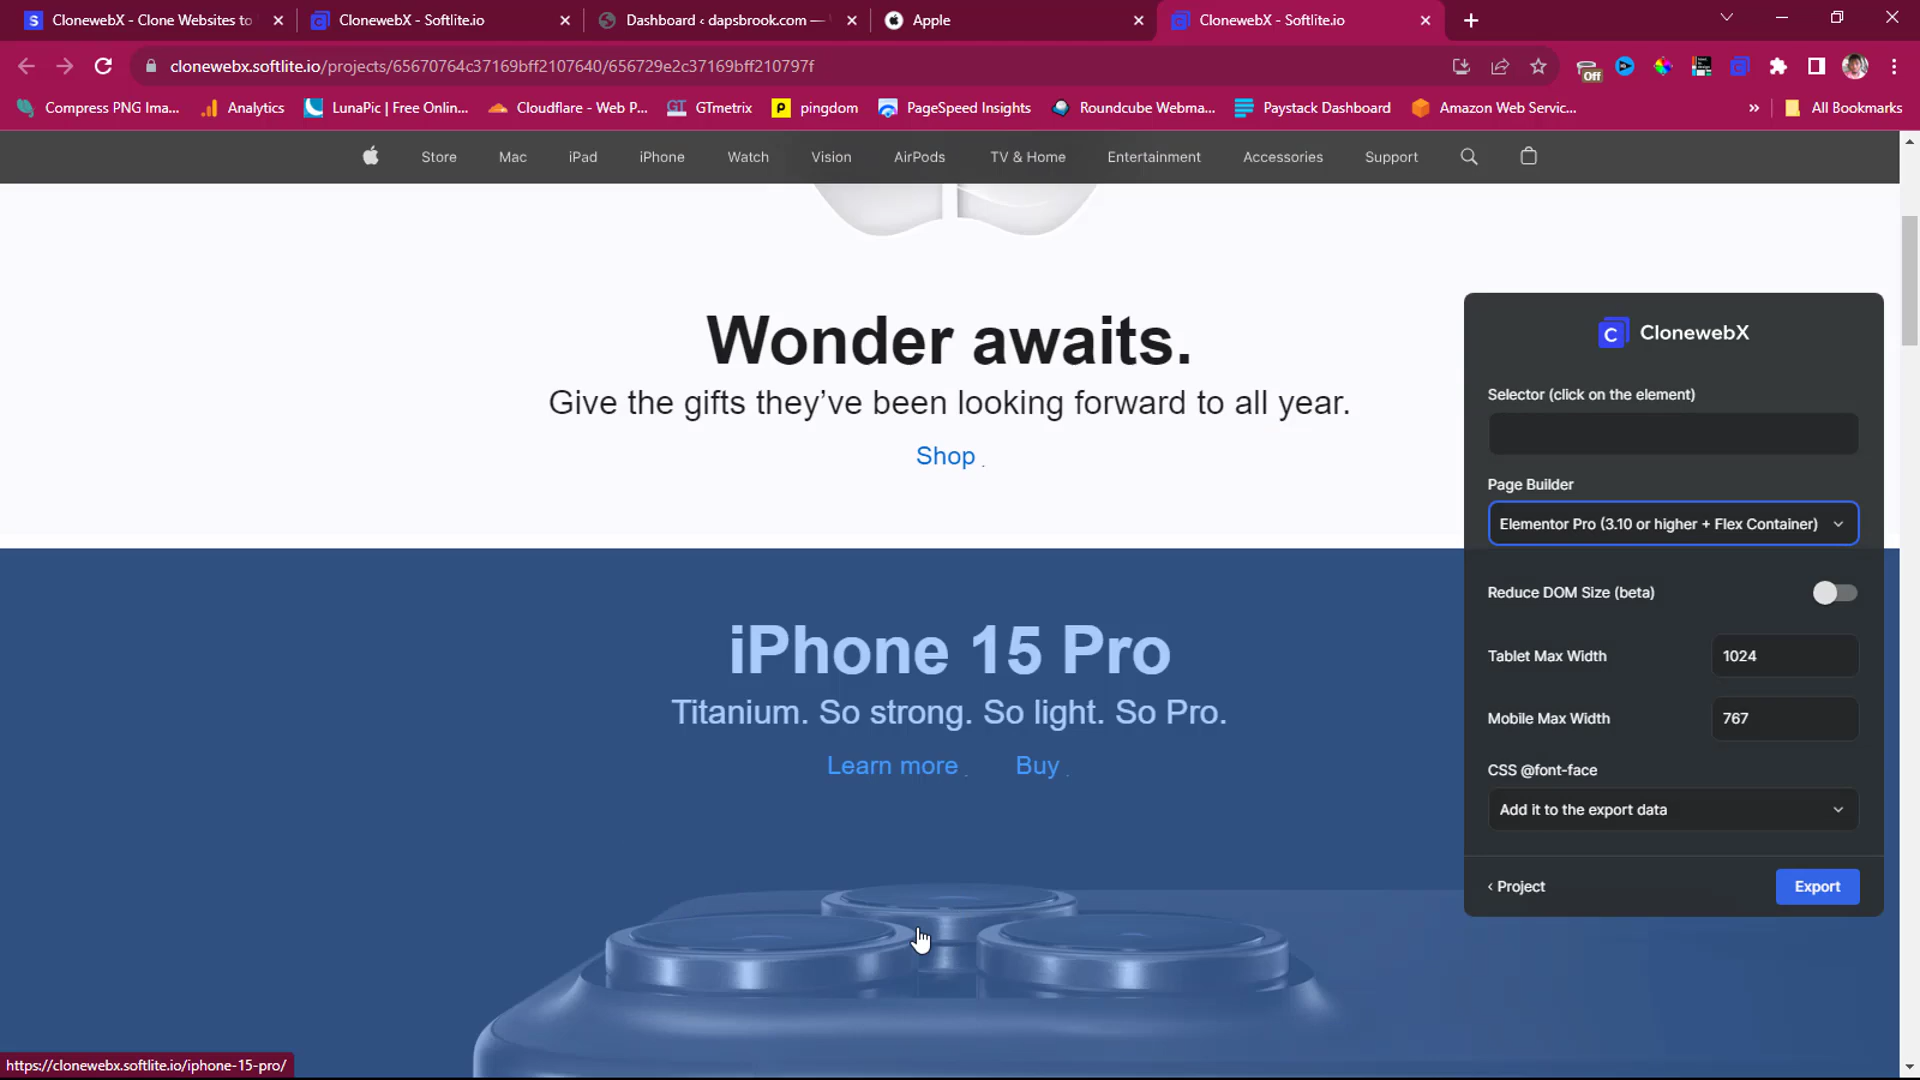 ClonewebX - Clone Websites to
ClonewebX - Softlite.io
Dashboard ‹ dapsbrook.com —
Apple
ClonewebX - Softlite.io
clonewebx.softlite.io/projects/65670764c37169bff2107640/656729e2c37169bff210797f
Off
Compress PNG Ima...
Analytics
LunaPic | Free Onlin...
Cloudflare - Web P...
GTmetrix
pingdom
PageSpeed Insights
Roundcube Webma...
Paystack Dashboard
Amazon Web Servic...
»
All Bookmarks
Store
Mac
iPad
iPhone
Watch
Vision
AirPods
TV & Home
Entertainment
Accessories
Support
Wonder awaits.
Give the gifts they’ve been looking forward to all year.
Shop
iPhone 15 Pro
Titanium. So strong. So light. So Pro.
Learn more
Buy
C ClonewebX
Selector (click on the element)
Page Builder
Elementor Pro (3.10 or higher + Flex Container)
Reduce DOM Size (beta)
Tablet Max Width
1024
Mobile Max Width
767
CSS @font-face
Add it to the export data
‹ Project
Export
https://clonewebx.softlite.io/iphone-15-pro/